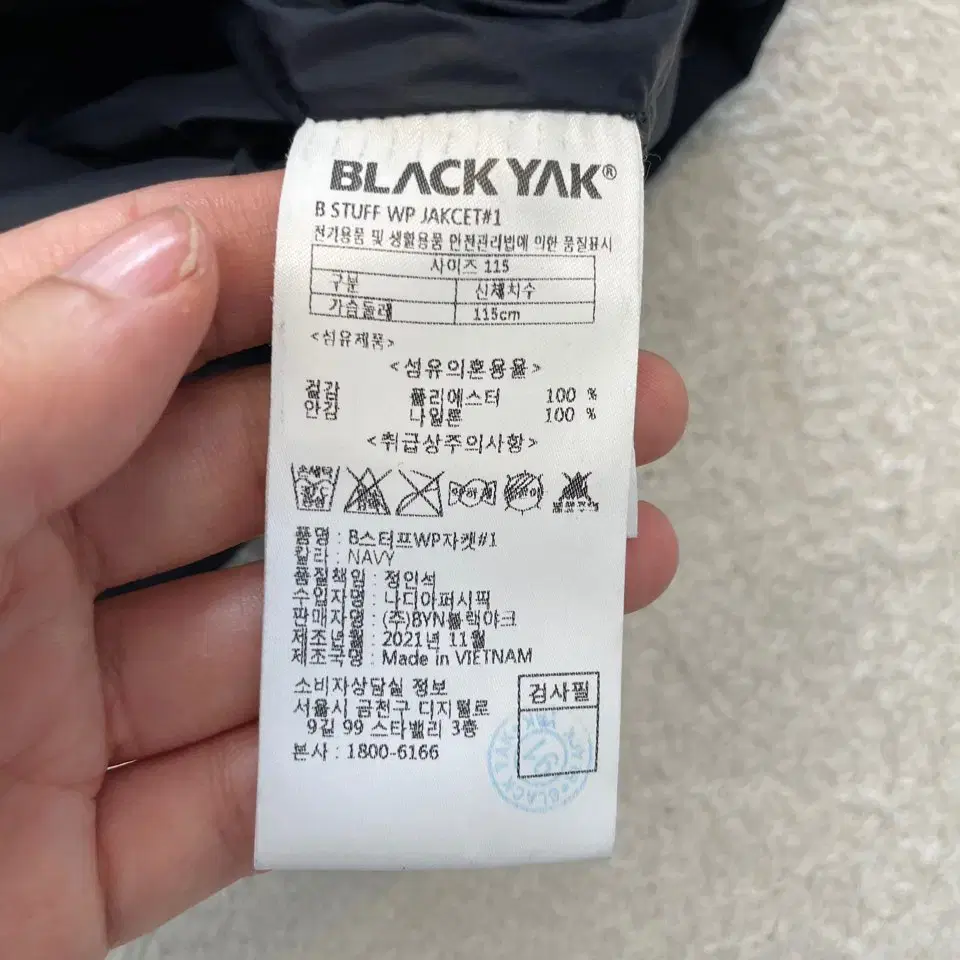 BLACK YAK®
B STUFF WP JAKCET#1
전기용품 및 생활용품 안전관리법에 의한 품질표시
사이즈 115
구분 신체치수
가슴둘레 115cm
<섬유제품>
<섬유의혼용율>
겉감 폴리에스터 100 %
안감 나일론 100 %
<취급상주의사항>
약하게
품명 : B스터프WP자켓#1
칼라 : NAVY
품질책임 : 정인석
수입자명 : 나디아퍼시픽
판매자명 : (주)BYN블랙야크
제조년월 : 2021년 11월
제조국명 : Made in VIETNAM
소비자상담실 정보
서울시 금천구 디지털로
9길 99 스타밸리 3층
본사 : 1800-6166
검사필
BLACK